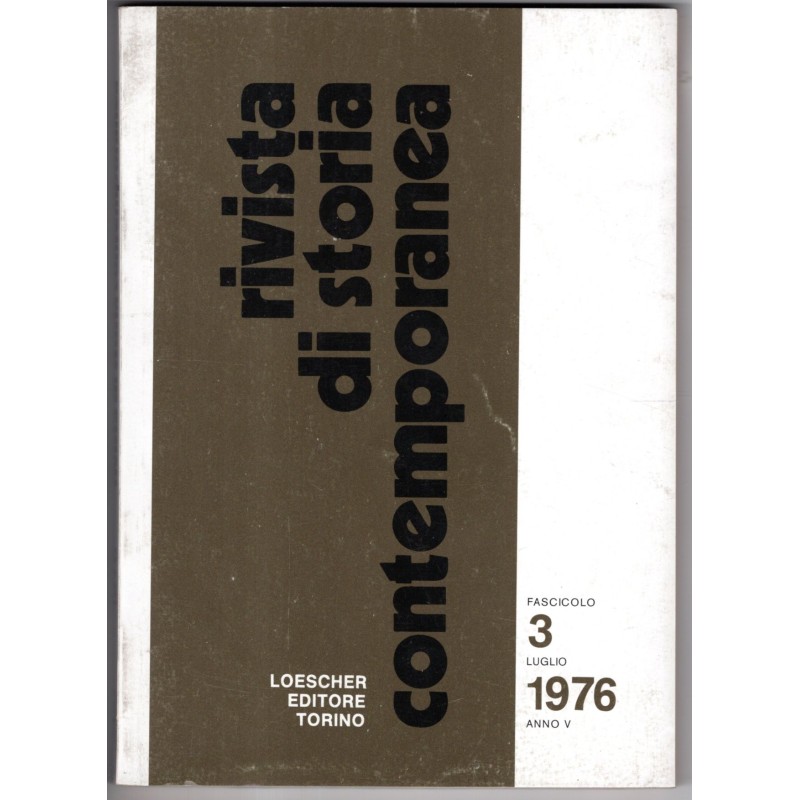 rivista
di storia
contemporanea
LOESCHER
EDITORE
TORINO
FASCICOLO
3
LUGLIO
1976
ANNO V